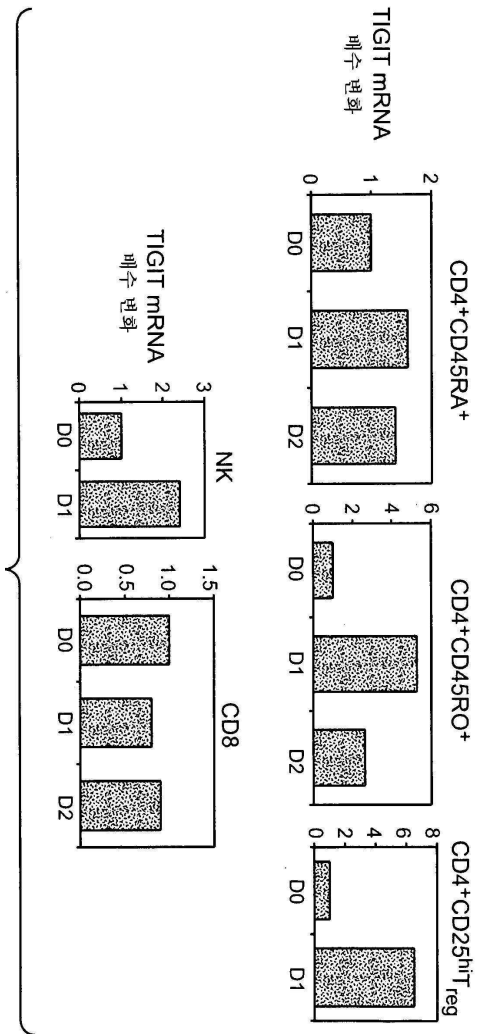 CD4⁺CD45RA⁺
TIGIT mRNA
배수 변화
2
1
0
D0 D1 D2
CD4⁺CD45RO⁺
6
4
2
0
D0 D1 D2
CD4⁺CD25ʰⁱT_reg
8
6
4
2
0
D0 D1
NK
TIGIT mRNA
배수 변화
3
2
1
0
D0 D1
CD8
1.5
1.0
0.5
0.0
D0 D1 D2